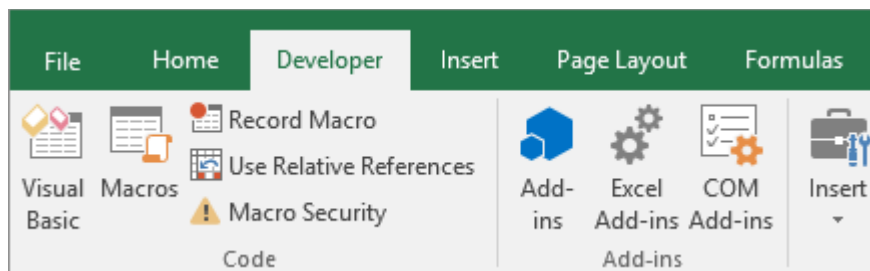 File Home Developer Insert Page Layout Formulas
Visual Basic
Macros
Record Macro
Use Relative References
Macro Security
Code
Add-
ins
Excel
Add-ins
COM
Add-ins
Add-ins
Insert